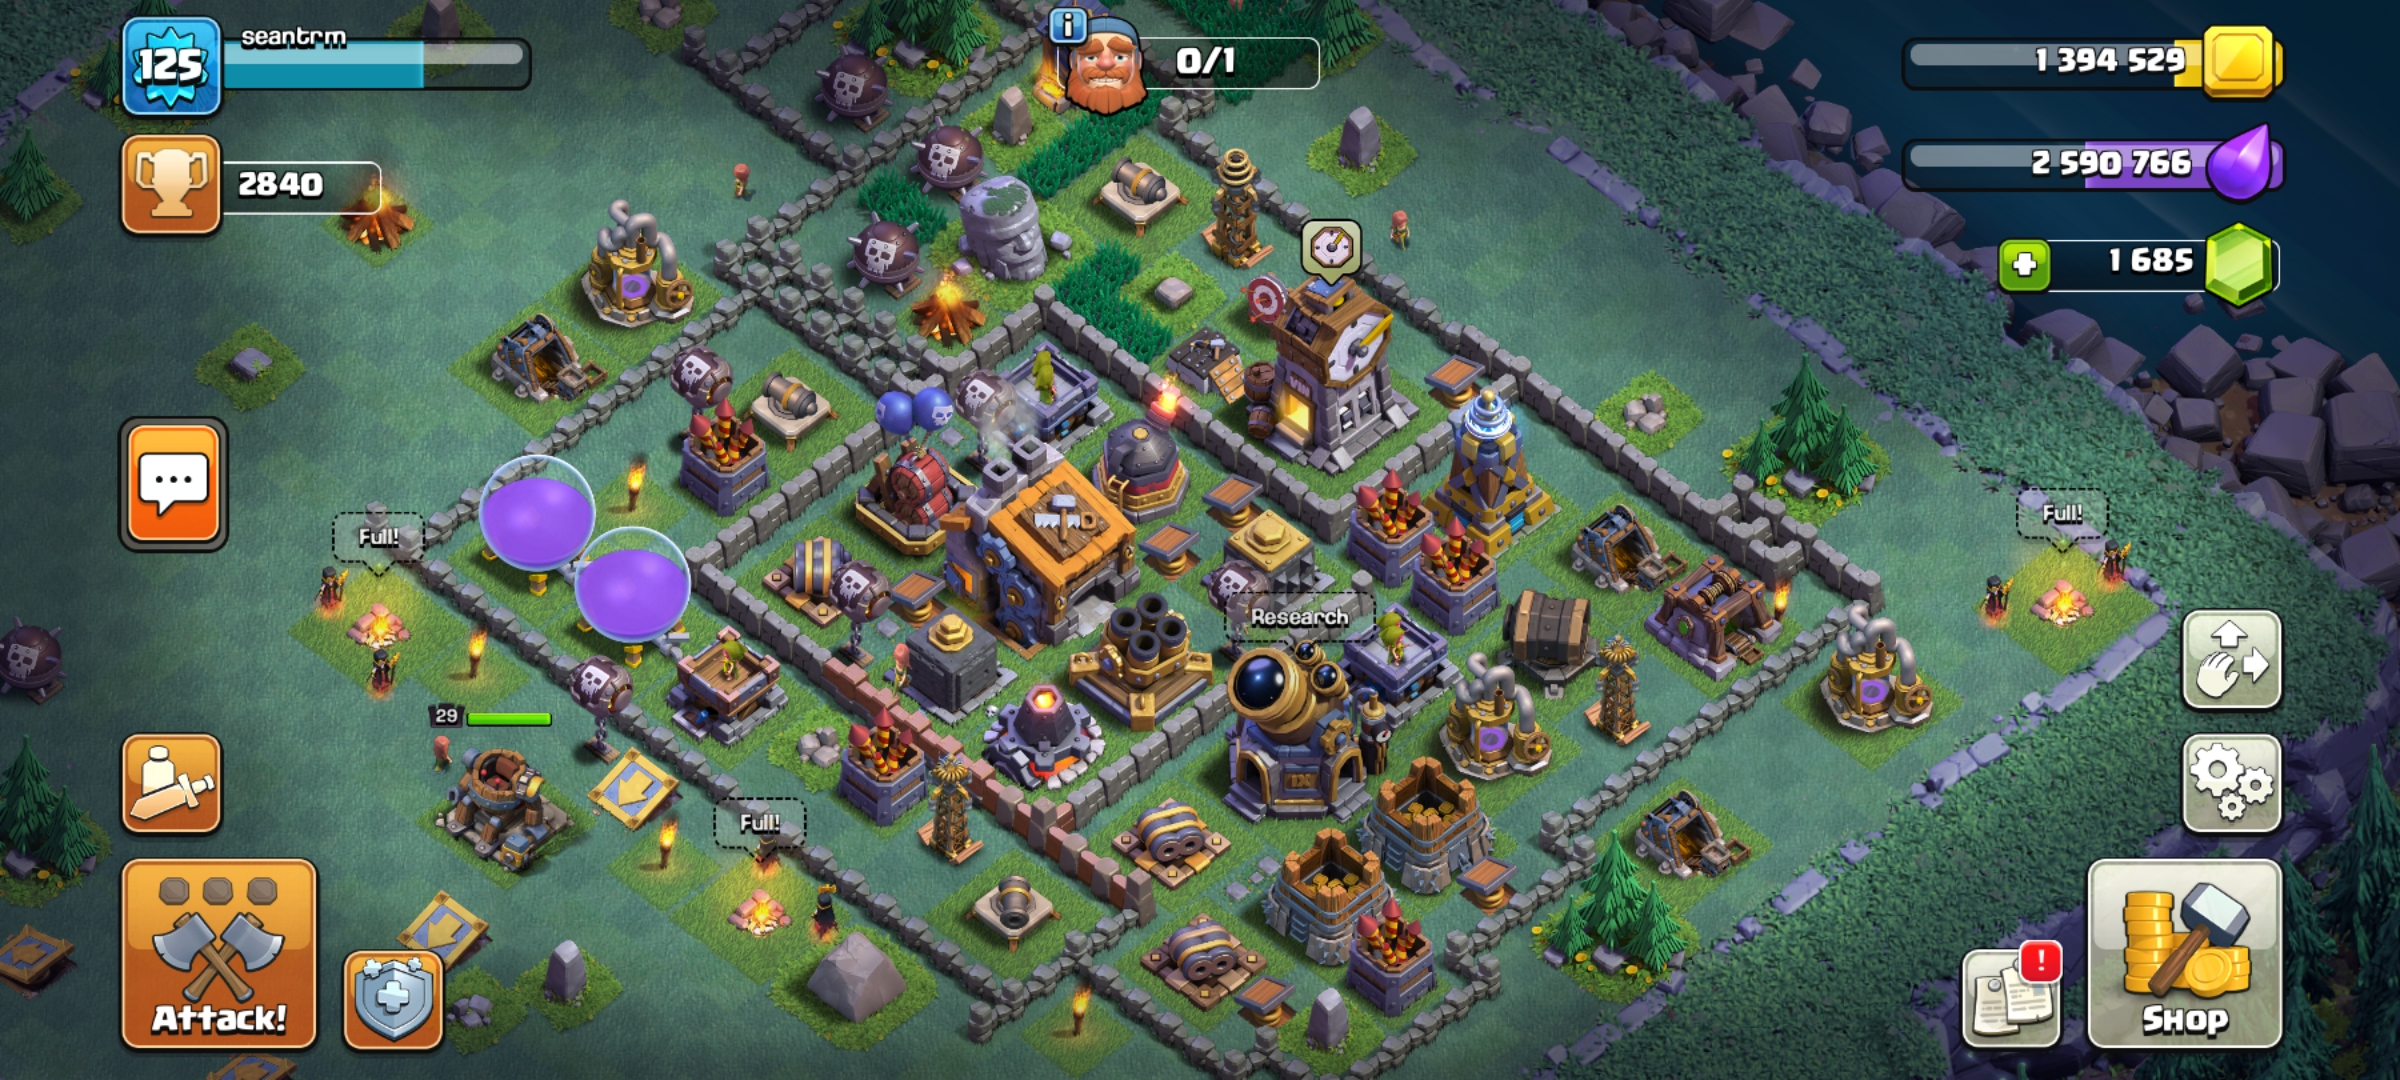 125
seantrm
0/1
1 394 529
2840
2 590 766
1 685
Full!
Full!
Research
29
Full!
Attack!
!
Shop